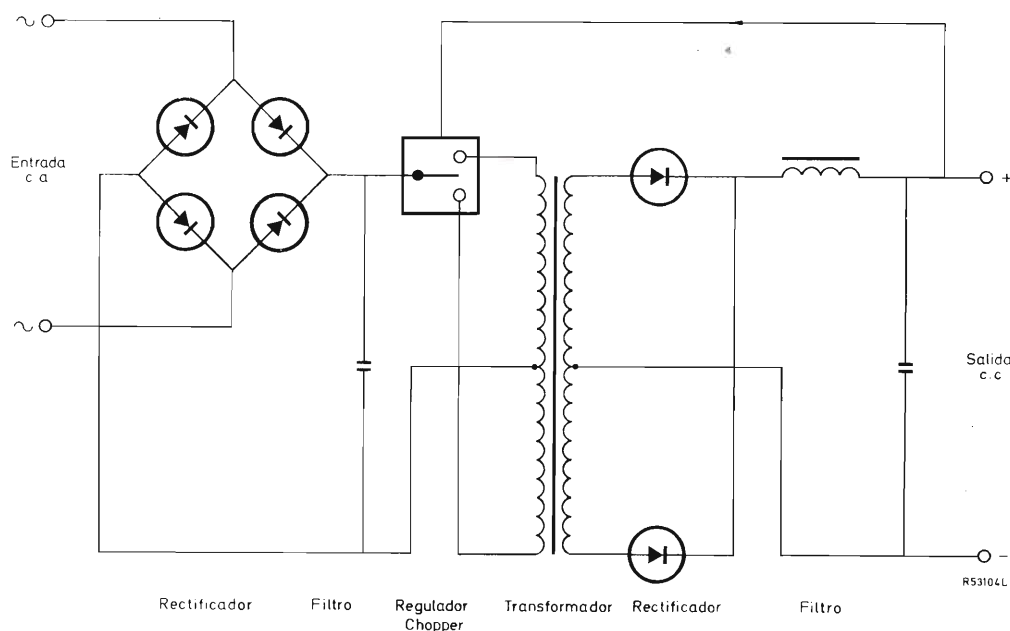 Entrada
c a
+
Salida
c.c
-
R53104L
Rectificador
Filtro
Regulador
Chopper
Transformador
Rectificador
Filtro